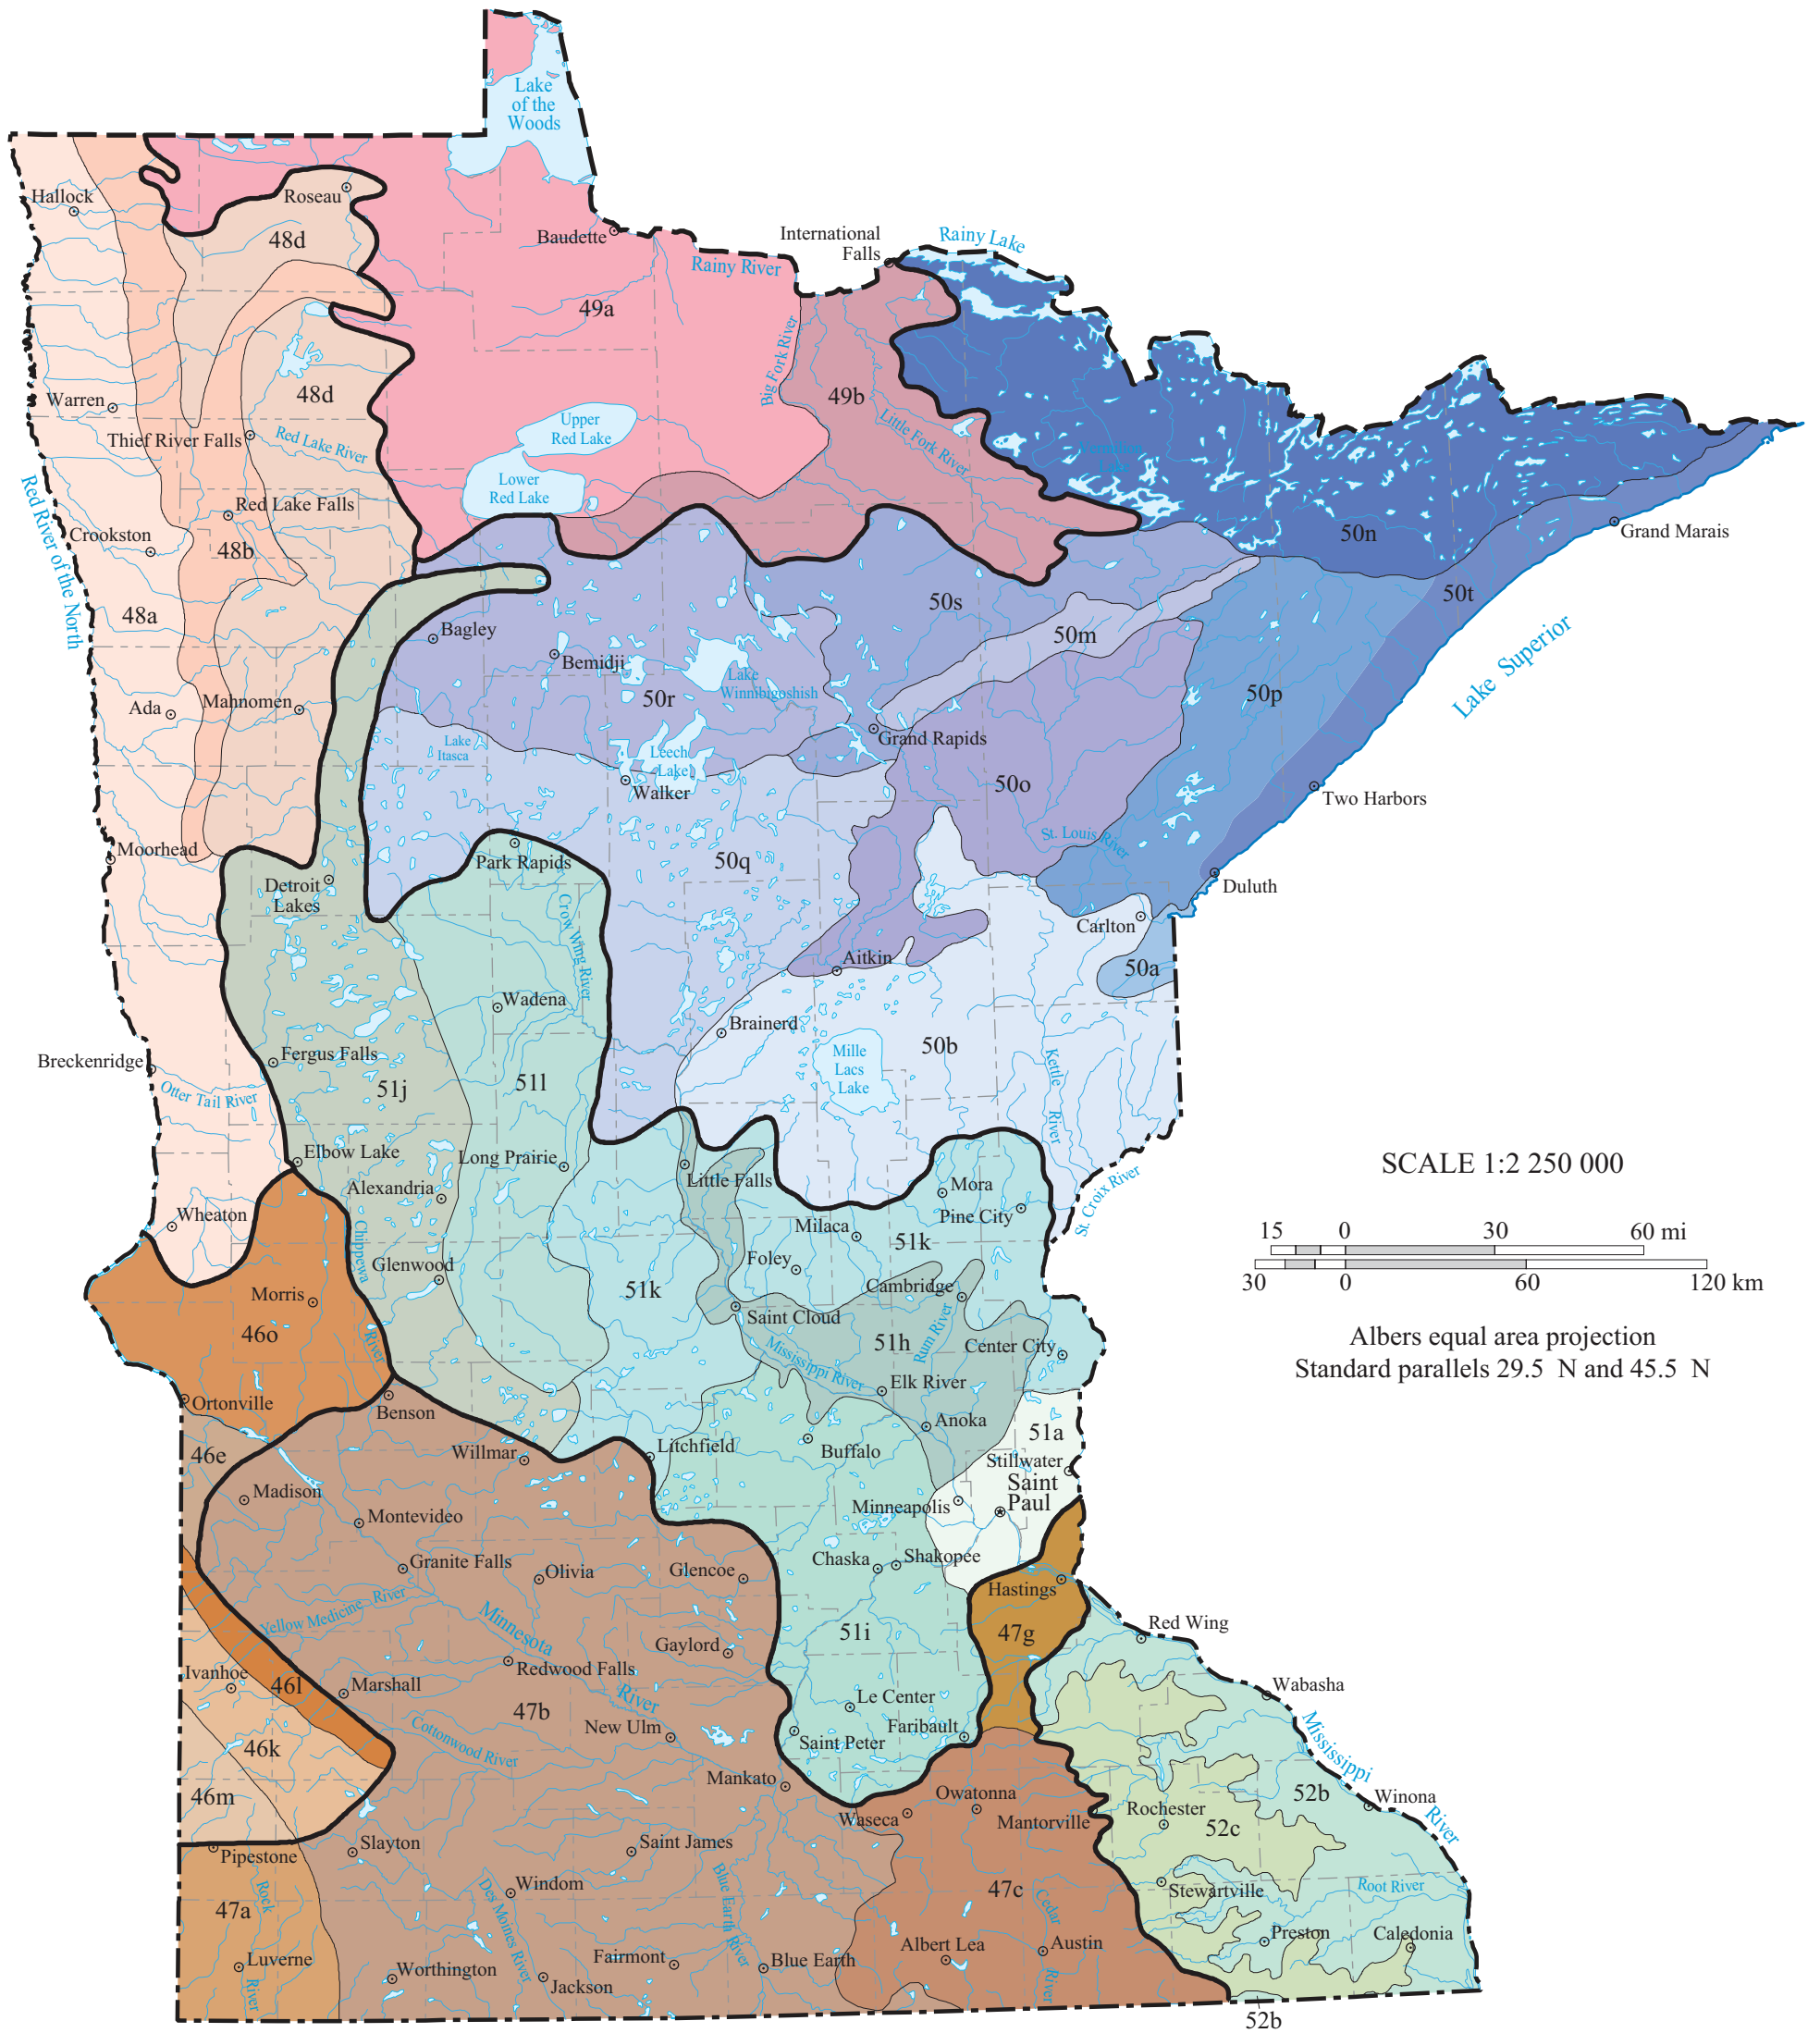 Lake
of the
Woods
Hallock
Roseau
48d
Baudette
International
Falls
Rainy Lake
Rainy River
49a
Big Fork River
49b
Little Fork River
48d
Warren
Thief River Falls
Red Lake River
Upper
Red Lake
Lower
Red Lake
Vermilion
Lake
Red River of the North
Red Lake Falls
Crookston
48b
48a
50n
Grand Marais
50t
50s
50m
Bagley
Bemidji
Lake
Winnibigoshish
50r
50p
Lake Superior
Ada
Mahnomen
Lake
Itasca
Leech
Lake
Walker
Grand Rapids
50o
Two Harbors
St. Louis River
Moorhead
Park Rapids
50q
Detroit
Lakes
Crow Wing River
Duluth
Carlton
50a
Aitkin
Wadena
Brainerd
Mille
Lacs
Lake
50b
Kettle
River
Breckenridge
Otter Tail River
Fergus Falls
51j
51l
Elbow Lake
Long Prairie
Alexandria
Little Falls
Mora
Pine City
St. Croix River
SCALE 1:2 250 000
15 0 30 60 mi
30 0 60 120 km
Albers equal area projection
Standard parallels 29.5 N and 45.5 N
Wheaton
Chippewa
River
Glenwood
Milaca
51k
Foley
Cambridge
51k
Morris
46o
Saint Cloud
51h
Rum River
Center City
Mississippi River
Elk River
Ortonville
Benson
Anoka
51a
46e
Willmar
Litchfield
Buffalo
Stillwater
Saint
Paul
Minneapolis
Madison
Montevideo
Granite Falls
Olivia
Glencoe
Chaska
Shakopee
Hastings
Yellow Medicine River
Minnesota
River
51i
47g
Red Wing
Gaylord
Ivanhoe
46l
Marshall
Redwood Falls
47b
Le Center
Wabasha
New Ulm
Cottonwood River
Saint Peter
Faribault
46k
Mississippi
River
46m
Mankato
Owatonna
Waseca
Mantorville
Rochester
52c
52b
Winona
Slayton
Saint James
Pipestone
Rock
River
47a
Windom
Des Moines River
Blue Earth River
47c
Cedar
River
Stewartville
Root River
Preston
Caledonia
Luverne
Worthington
Jackson
Fairmont
Blue Earth
Albert Lea
Austin
52b